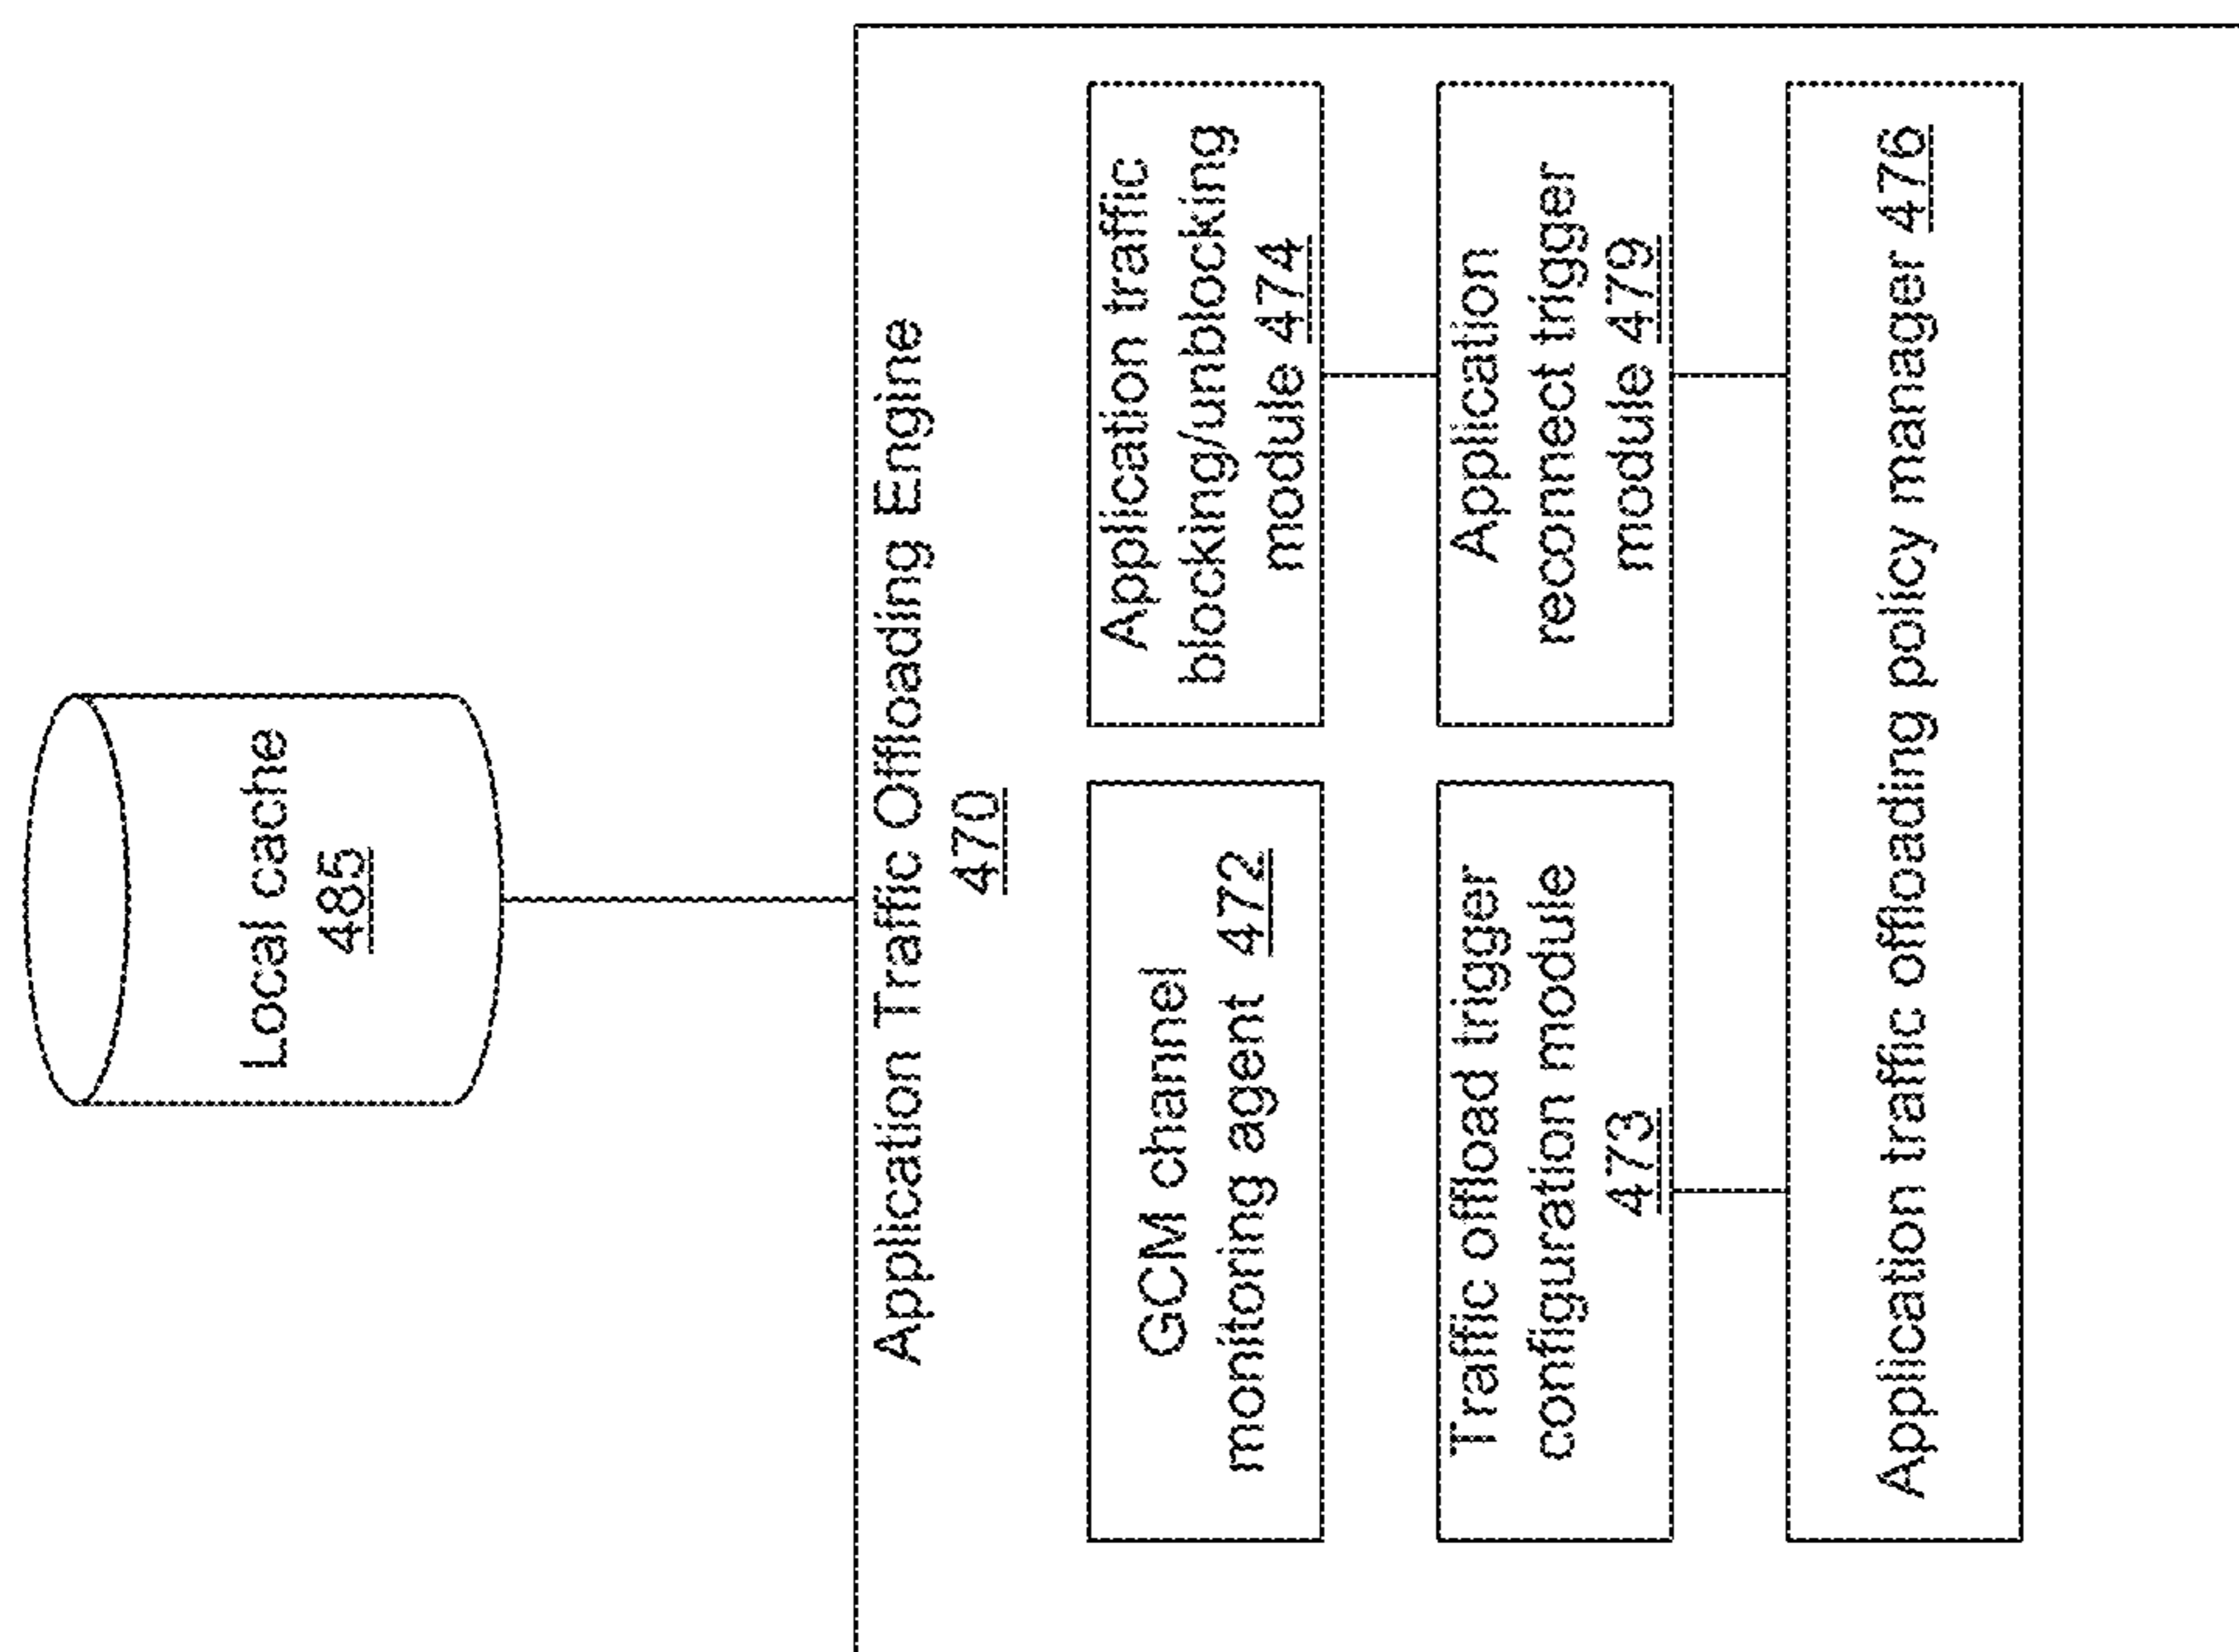 Local cache
485
Application Traffic Offloading Engine
470
GCM channel
monitoring agent 472
Application traffic
blocking/unblocking
module 474
Traffic offload trigger
configuration module
473
Application
reconnect trigger
module 479
Application traffic offloading policy manager 476